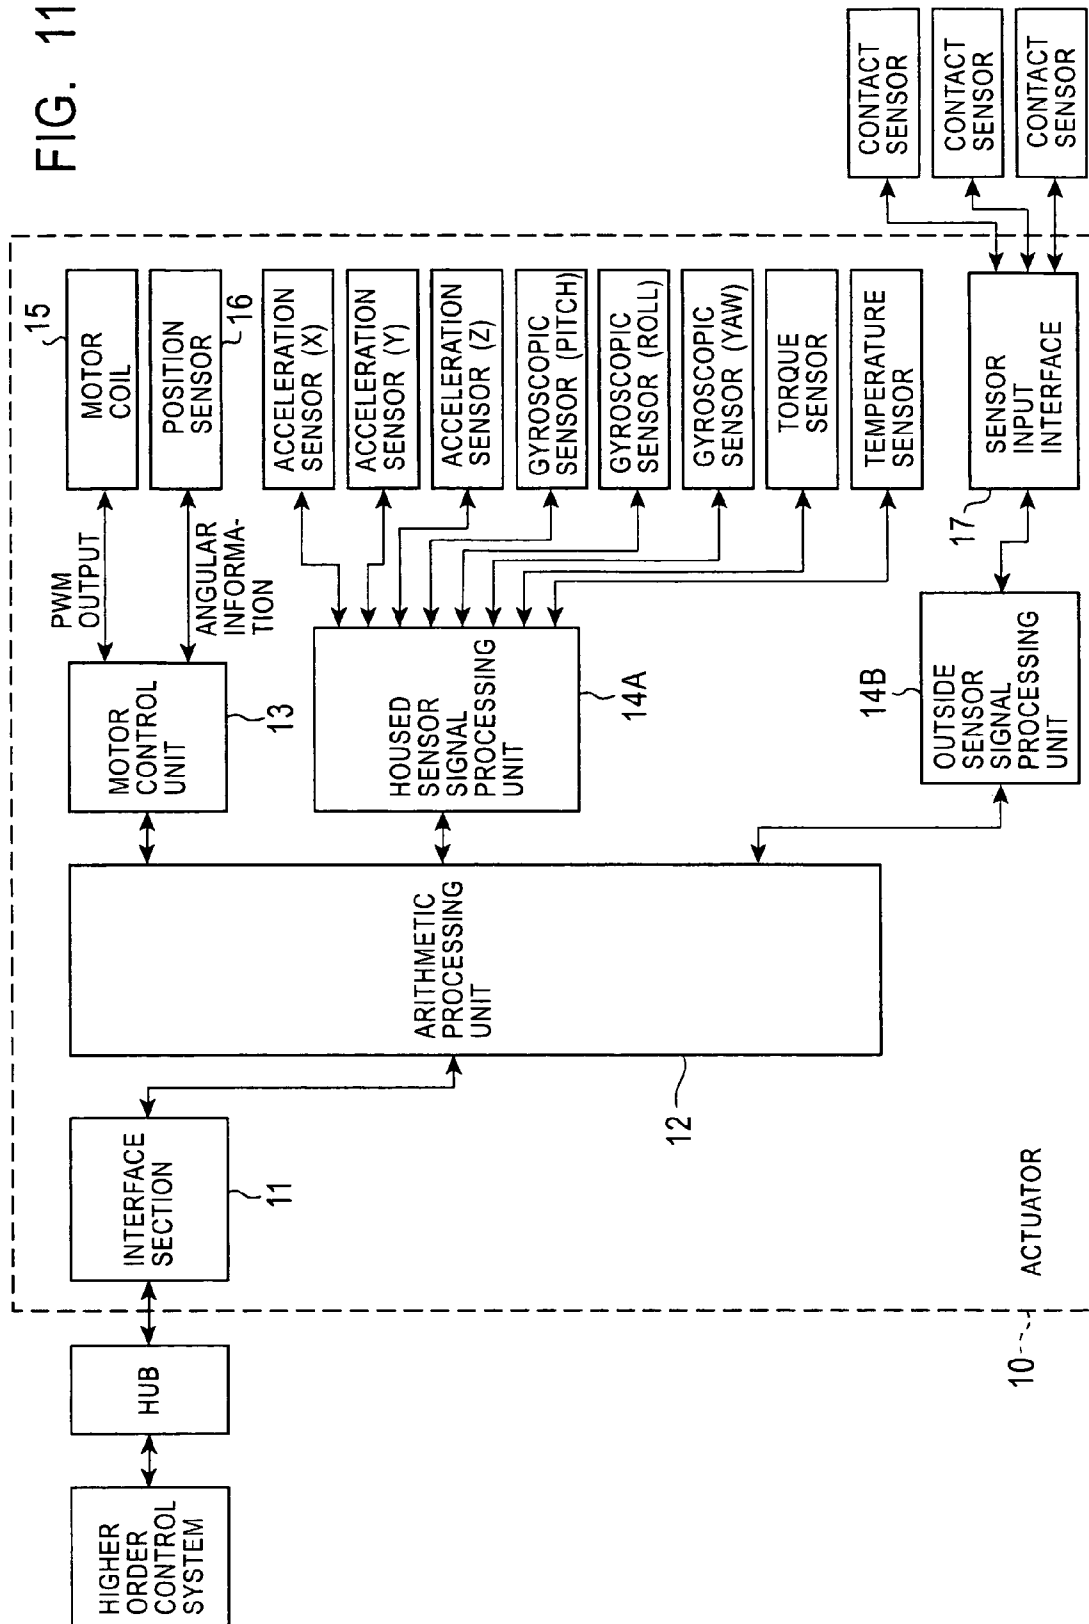 FIG. 11
HIGHER
ORDER
CONTROL
SYSTEM
HUB
INTERFACE
SECTION
11
ARITHMETIC
PROCESSING
UNIT
12
MOTOR
CONTROL
UNIT
13
PWM
OUTPUT
ANGULAR
INFORMA-
TION
MOTOR
COIL
15
POSITION
SENSOR
16
HOUSED
SENSOR
SIGNAL
PROCESSING
UNIT
14A
ACCELERATION
SENSOR (X)
ACCELERATION
SENSOR (Y)
ACCELERATION
SENSOR (Z)
GYROSCOPIC
SENSOR (PITCH)
GYROSCOPIC
SENSOR (ROLL)
GYROSCOPIC
SENSOR (YAW)
TORQUE
SENSOR
TEMPERATURE
SENSOR
14B
OUTSIDE
SENSOR
SIGNAL
PROCESSING
UNIT
17
SENSOR
INPUT
INTERFACE
CONTACT
SENSOR
CONTACT
SENSOR
CONTACT
SENSOR
10
ACTUATOR